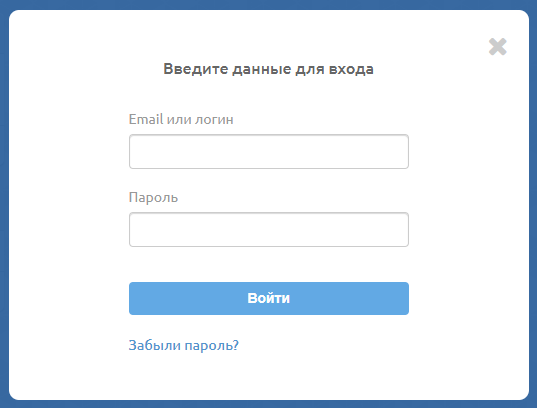 Введите данные для входа
Email или логин
Пароль
Войти
Забыли пароль?